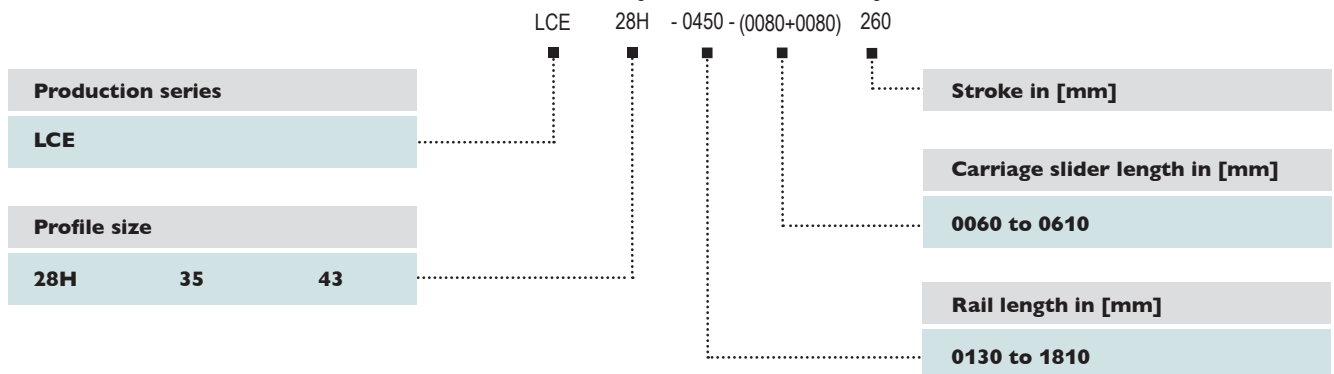 LCE 28H - 0450 - (0080+0080) 260
Production series
LCE
Profile size
28H 35 43
Stroke in [mm]
Carriage slider length in [mm]
0060 to 0610
Rail length in [mm]
0130 to 1810